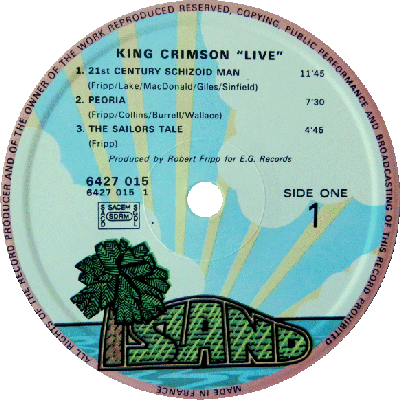 ALL RIGHTS OF THE RECORD PRODUCER AND OF THE OWNER OF THE WORK REPRODUCED RESERVED, COPYING, PUBLIC PERFORMANCE AND BROADCASTING OF THIS RECORD PROHIBITED
KING CRIMSON "LIVE"
1. 21st CENTURY SCHIZOID MAN 11'45
(Fripp/Lake/MacDonald/Giles/Sinfield)
2. PEORIA 7'30
(Fripp/Collins/Burrell/Wallace)
3. THE SAILORS TALE 4'45
(Fripp)
Produced by Robert Fripp for E.G. Records
6427 015
6427 015 1
SIDE ONE
1
SACEM
SDRM
SACD
SGDL
ISLAND
MADE IN FRANCE